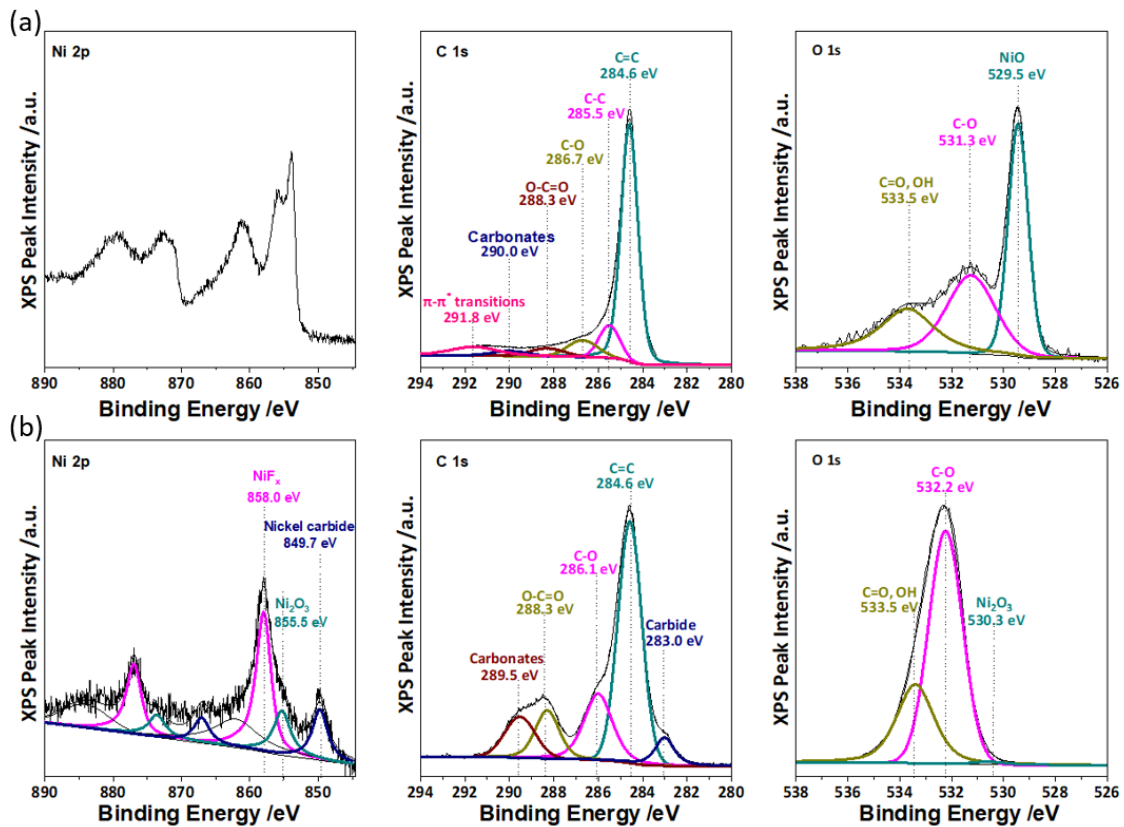 (a)
Ni 2p
XPS Peak Intensity /a.u.
890 880 870 860 850
Binding Energy /eV
C 1s
C=C
284.6 eV
C-C
285.5 eV
C-O
286.7 eV
O-C=O
288.3 eV
Carbonates
290.0 eV
π-π* transitions
291.8 eV
XPS Peak Intensity /a.u.
294 292 290 288 286 284 282 280
Binding Energy /eV
O 1s
NiO
529.5 eV
C-O
531.3 eV
C=O, OH
533.5 eV
XPS Peak Intensity /a.u.
538 536 534 532 530 528 526
Binding Energy /eV
(b)
Ni 2p
NiFₓ
858.0 eV
Nickel carbide
849.7 eV
Ni₂O₃
855.5 eV
XPS Peak Intensity /a.u.
890 880 870 860 850
Binding Energy /eV
C 1s
C=C
284.6 eV
C-O
286.1 eV
O-C=O
288.3 eV
Carbide
283.0 eV
Carbonates
289.5 eV
XPS Peak Intensity /a.u.
294 292 290 288 286 284 282 280
Binding Energy /eV
O 1s
C-O
532.2 eV
C=O, OH
533.5 eV
Ni₂O₃
530.3 eV
XPS Peak Intensity /a.u.
538 536 534 532 530 528 526
Binding Energy /eV